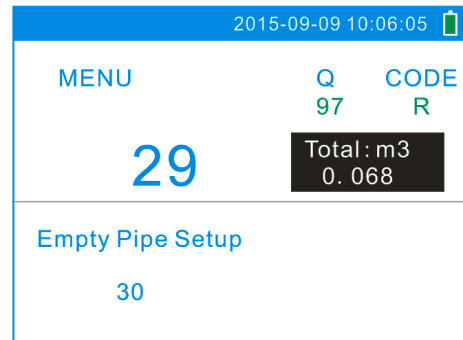 2015-09-09 10:06:05
MENU Q CODE
97 R
29
Total: m3
0. 068
Empty Pipe Setup
30